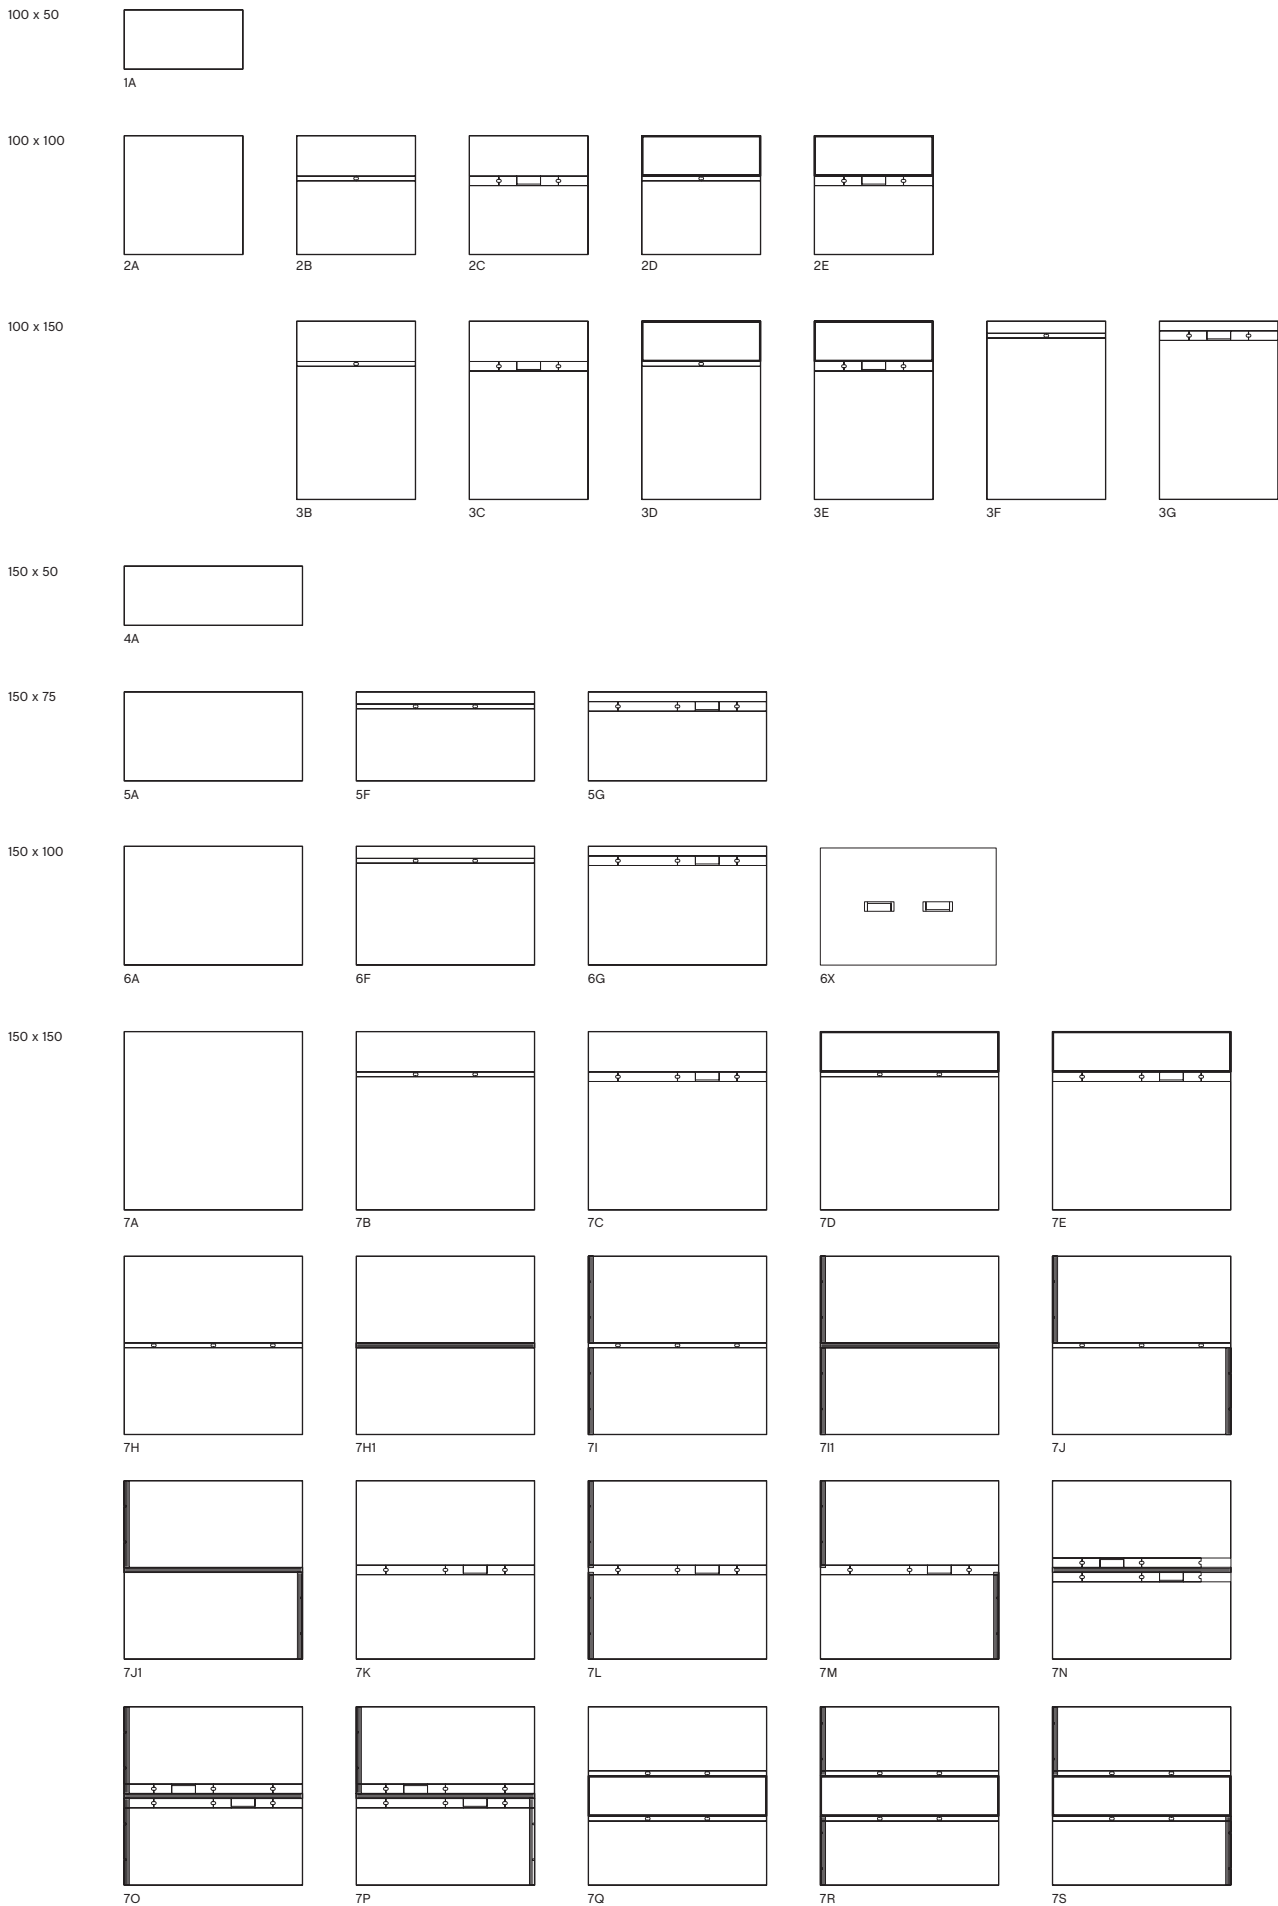 100 x 50
1A
100 x 100
2A 2B 2C 2D 2E
100 x 150
3B 3C 3D 3E 3F 3G
150 x 50
4A
150 x 75
5A 5F 5G
150 x 100
6A 6F 6G 6X
150 x 150
7A 7B 7C 7D 7E
7H 7H1 7I 7I1 7J
7J1 7K 7L 7M 7N
7O 7P 7Q 7R 7S